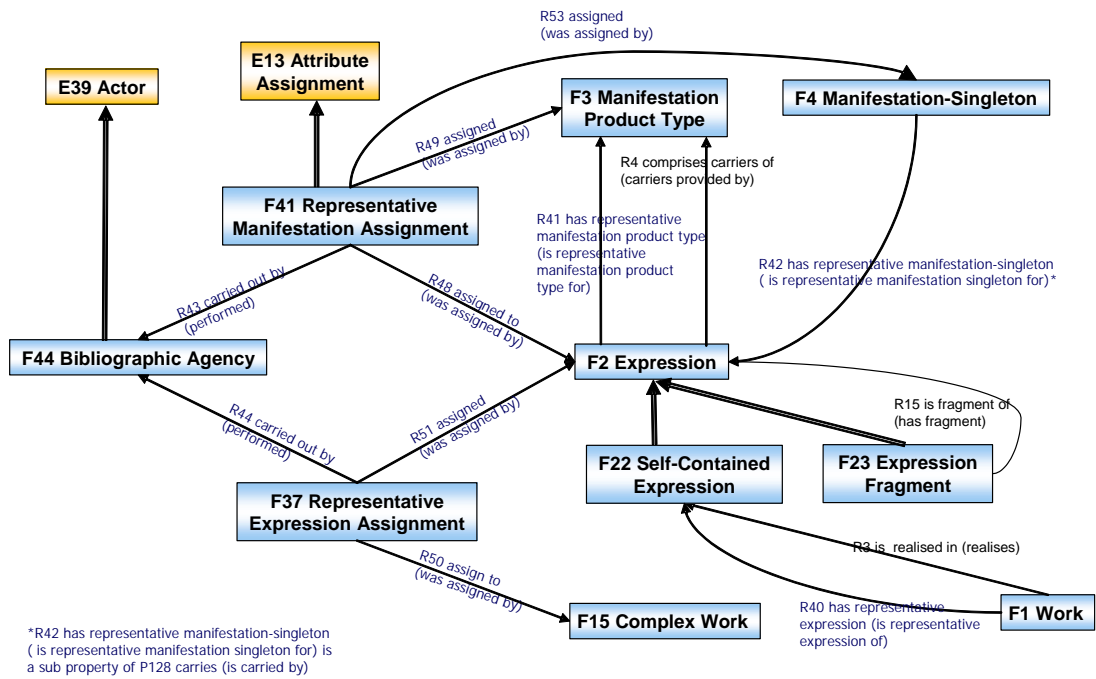 R53 assigned
(was assigned by)
E13 Attribute
Assignment
E39 Actor
F3 Manifestation
Product Type
F4 Manifestation-Singleton
R49 assigned
(was assigned by)
R4 comprises carriers of
(carriers provided by)
F41 Representative
Manifestation Assignment
R41 has representative
manifestation product type
(is representative
manifestation product
type for)
R42 has representative manifestation-singleton
( is representative manifestation singleton for)*
R43 carried out by
(performed)
R48 assigned to
(was assigned by)
F44 Bibliographic Agency
F2 Expression
R44 carried out by
(performed)
R51 assigned
(was assigned by)
R15 is fragment of
(has fragment)
F22 Self-Contained
Expression
F23 Expression
Fragment
F37 Representative
Expression Assignment
R3 is  realised in (realises)
R50 assign to
(was assigned by)
R40 has representative
expression (is representative
expression of)
F1 Work
F15 Complex Work
*R42 has representative manifestation-singleton
( is representative manifestation singleton for) is
a sub property of P128 carries (is carried by)